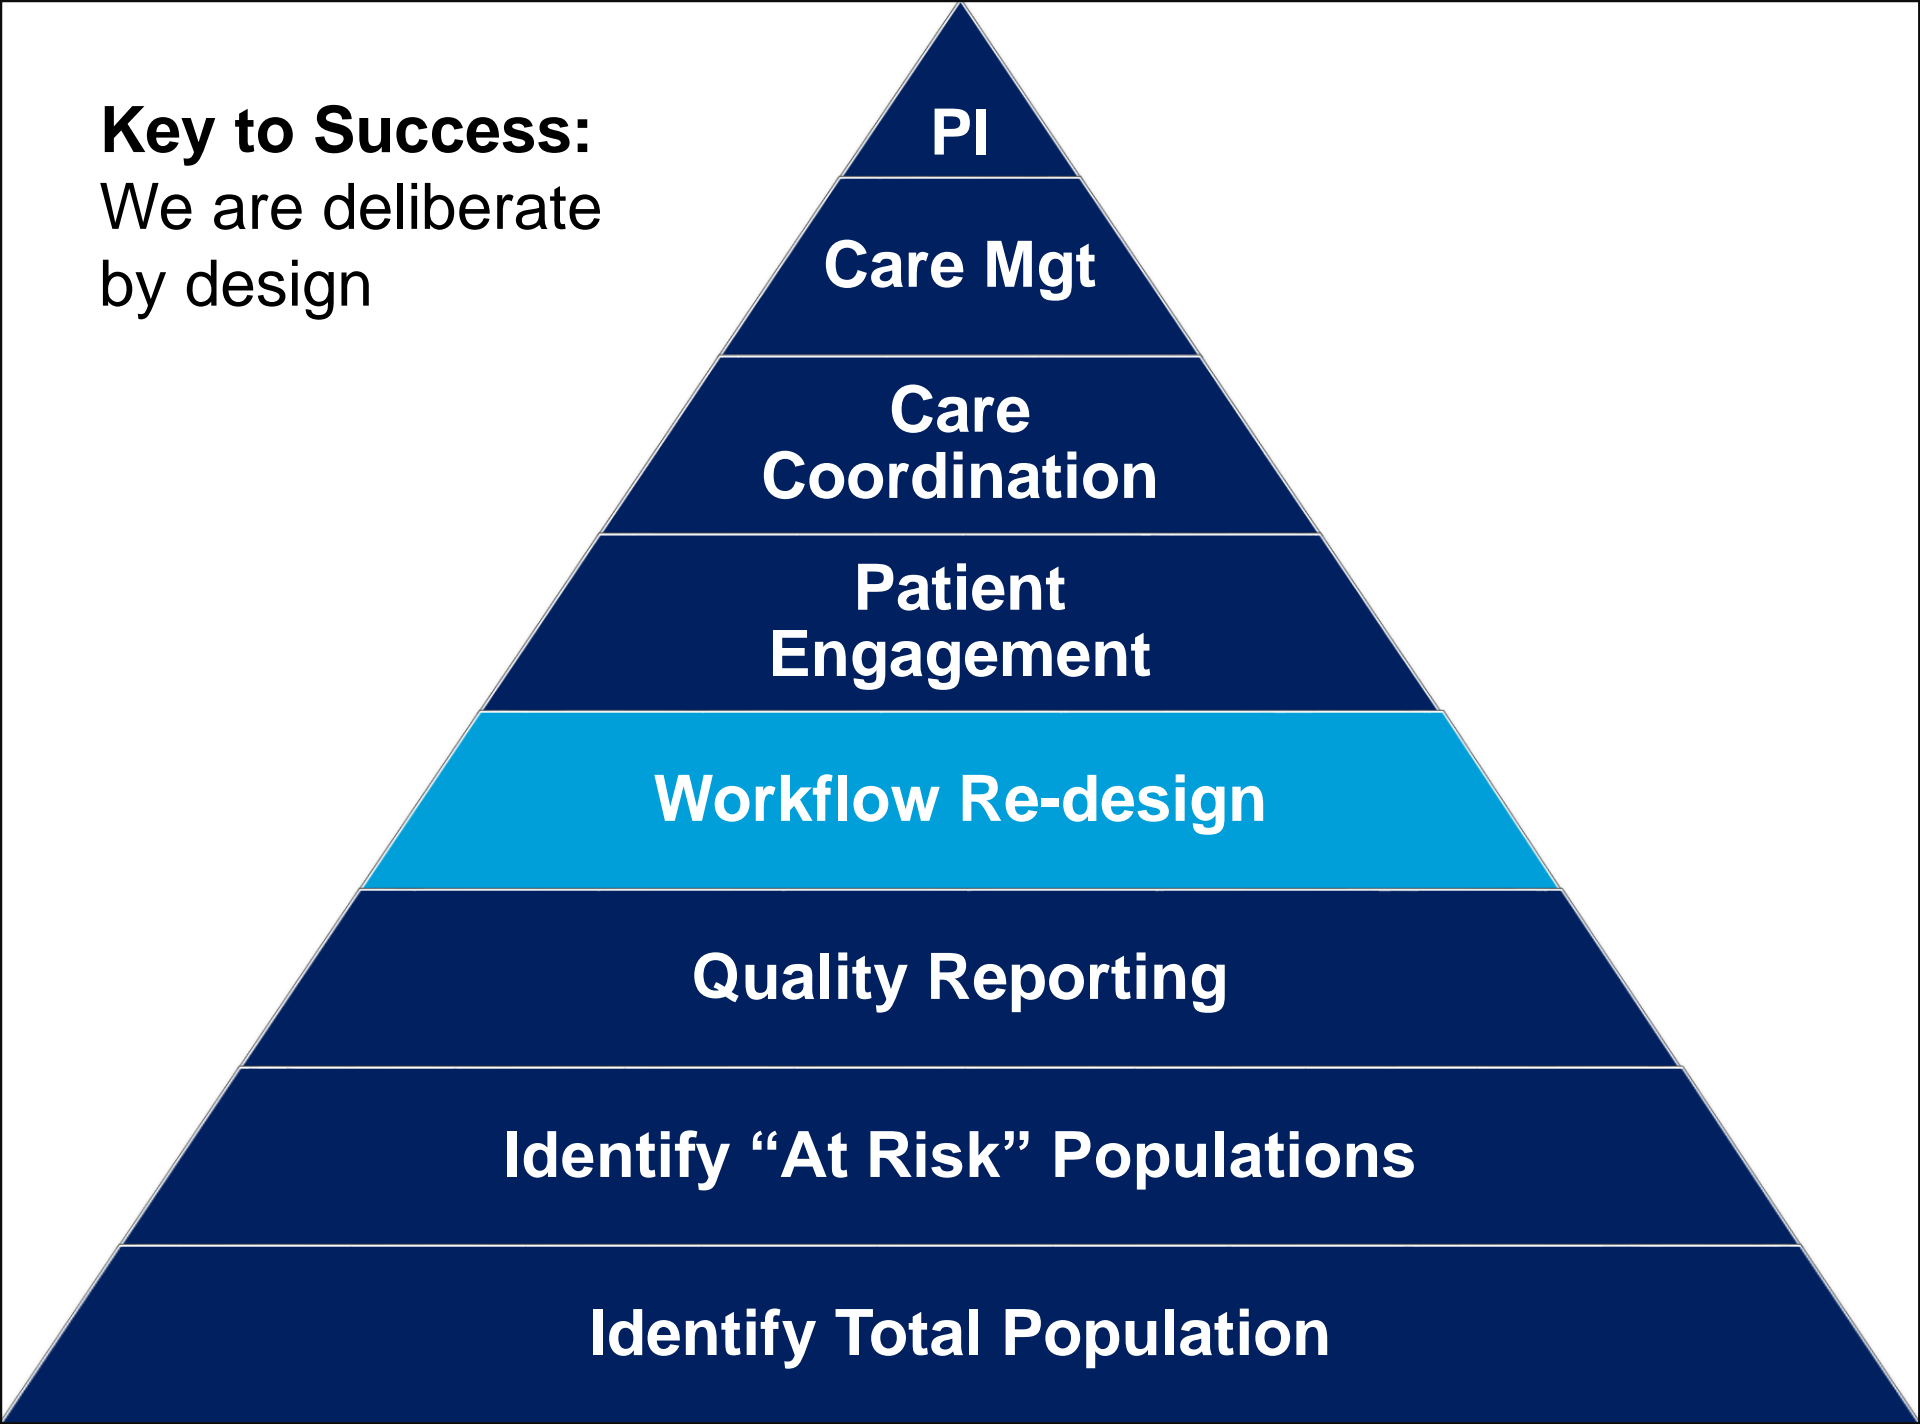 Key to Success:
We are deliberate
by design
PI
Care Mgt
Care
Coordination
Patient
Engagement
Workflow Re-design
Quality Reporting
Identify “At Risk” Populations
Identify Total Population